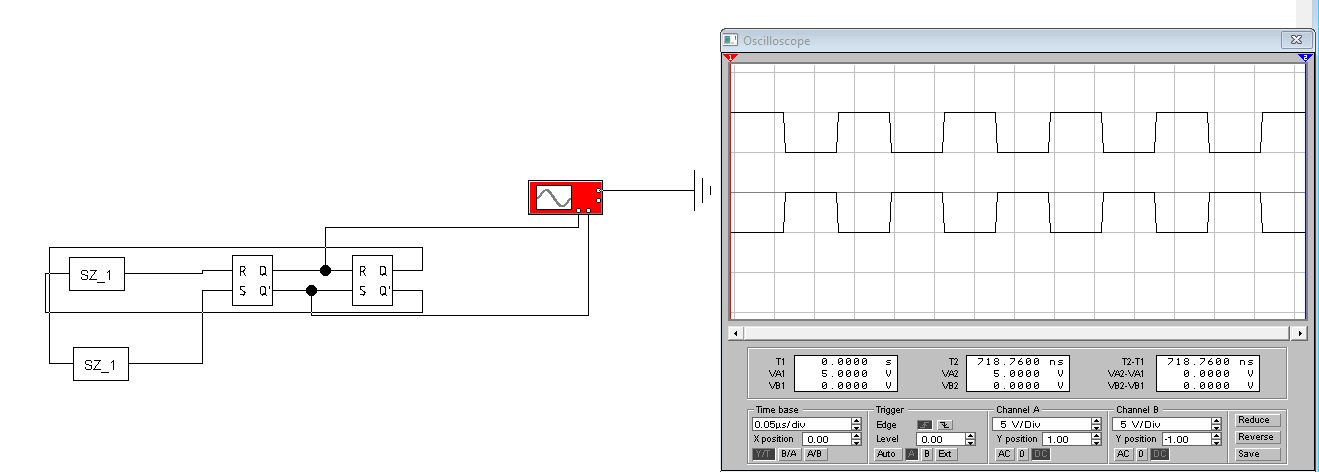 Oscilloscope
1
2
SZ_1
R Q
S Q'
R Q
S Q'
SZ_1
T1 0.0000 s
VA1 5.0000 V
VB1 0.0000 V
T2 718.7600 ns
VA2 5.0000 V
VB2 0.0000 V
T2-T1 718.7600 ns
VA2-VA1 0.0000 V
VB2-VB1 0.0000 V
Time base
0.05µs/div
X position 0.00
Y/T B/A A/B
Trigger
Edge
Level 0.00
Auto A B Ext
Channel A
5 V/Div
Y position 1.00
AC 0 DC
Channel B
5 V/Div
Y position -1.00
AC 0 DC
Reduce
Reverse
Save